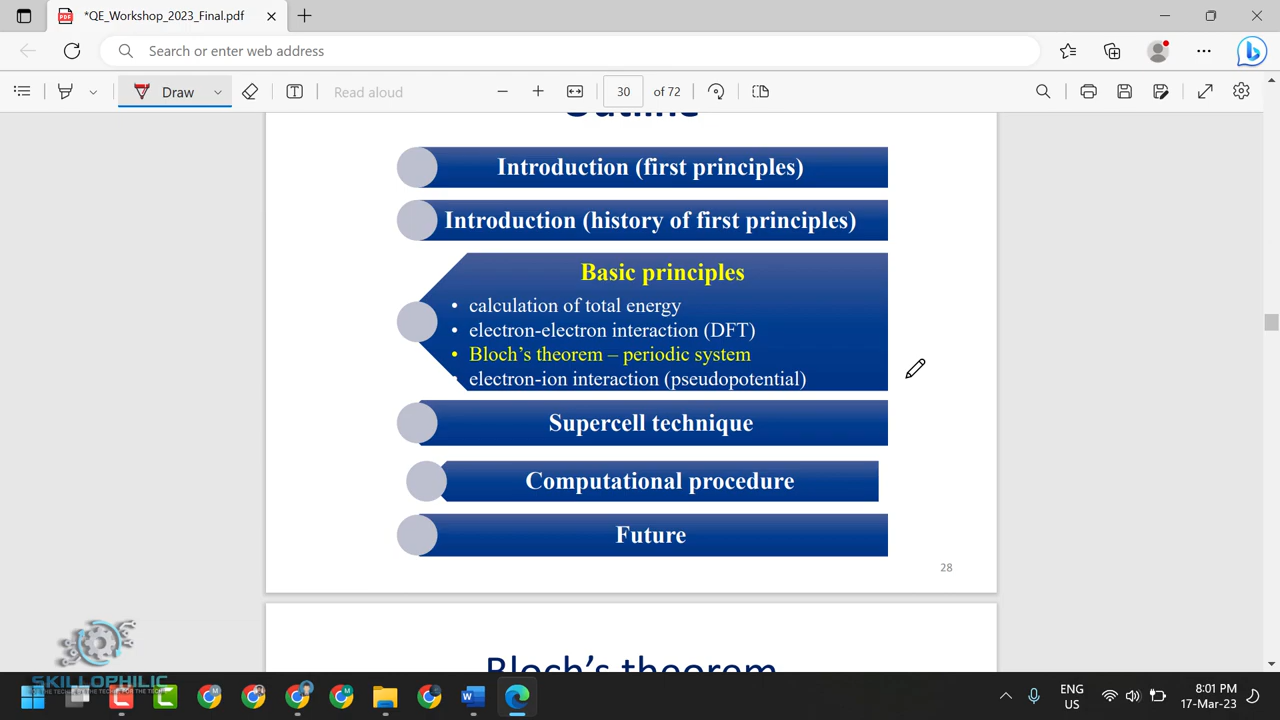 *QE_Workshop_2023_Final.pdf
Search or enter web address
Draw
Read aloud
30 of 72
Outline
Introduction (first principles)
Introduction (history of first principles)
Basic principles
• calculation of total energy
• electron-electron interaction (DFT)
• Bloch's theorem – periodic system
• electron-ion interaction (pseudopotential)
Supercell technique
Computational procedure
Future
28
Bloch's theorem
SKILLOPHILIC
ENG
US
8:01 PM
17-Mar-23